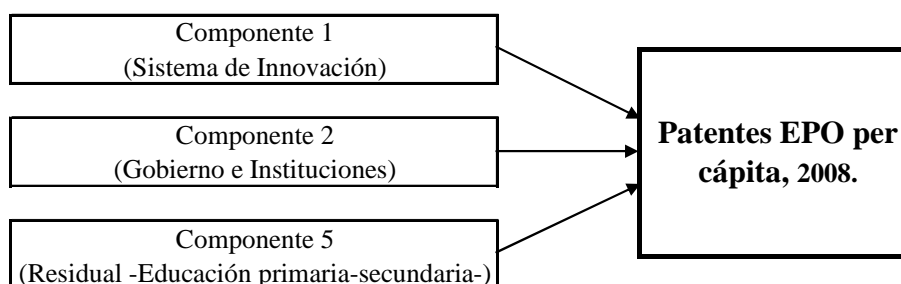 Componente 1
(Sistema de Innovación)
Componente 2
(Gobierno e Instituciones)
Componente 5
(Residual -Educación primaria-secundaria-)
Patentes EPO per
cápita, 2008.